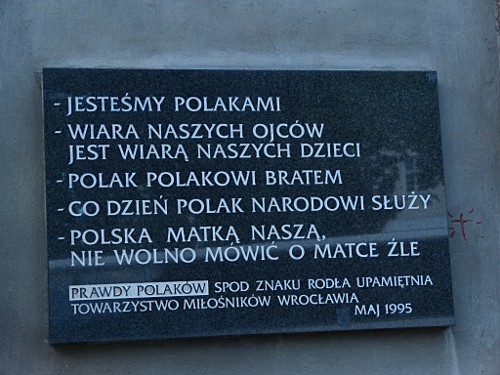 - JESTEŚMY POLAKAMI
- WIARA NASZYCH OJCÓW
JEST WIARĄ NASZYCH DZIECI
- POLAK POLAKOWI BRATEM
- CO DZIEŃ POLAK NARODOWI SŁUŻY
- POLSKA MATKĄ NASZĄ,
NIE WOLNO MÓWIĆ O MATCE ŹLE
PRAWDY POLAKÓW SPOD ZNAKU RODŁA UPAMIĘTNIA
TOWARZYSTWO MIŁOŚNIKÓW WROCŁAWIA
MAJ 1995